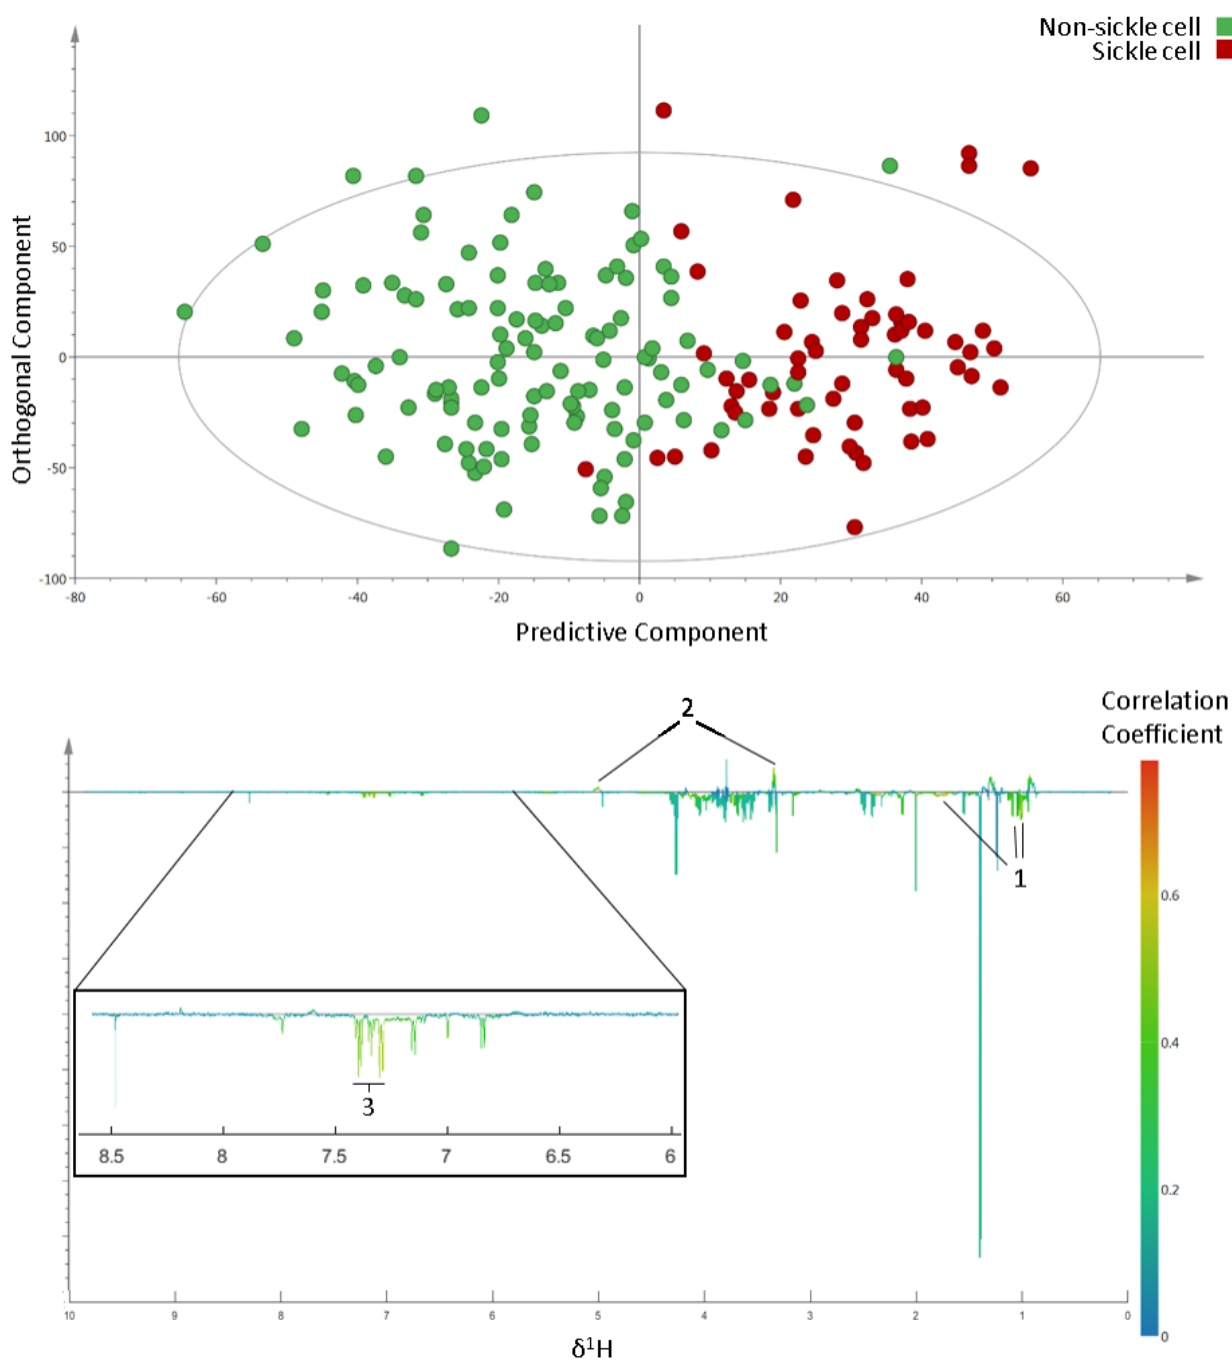 Non-sickle cell
Sickle cell
100
50
0
-50
-100
Orthogonal Component
-80 -60 -40 -20 0 20 40 60
Predictive Component
Correlation
Coefficient
2
1
0.6
0.4
0.2
0
3
8.5 8 7.5 7 6.5 6
10 9 8 7 6 5 4 3 2 1 0
δ¹H